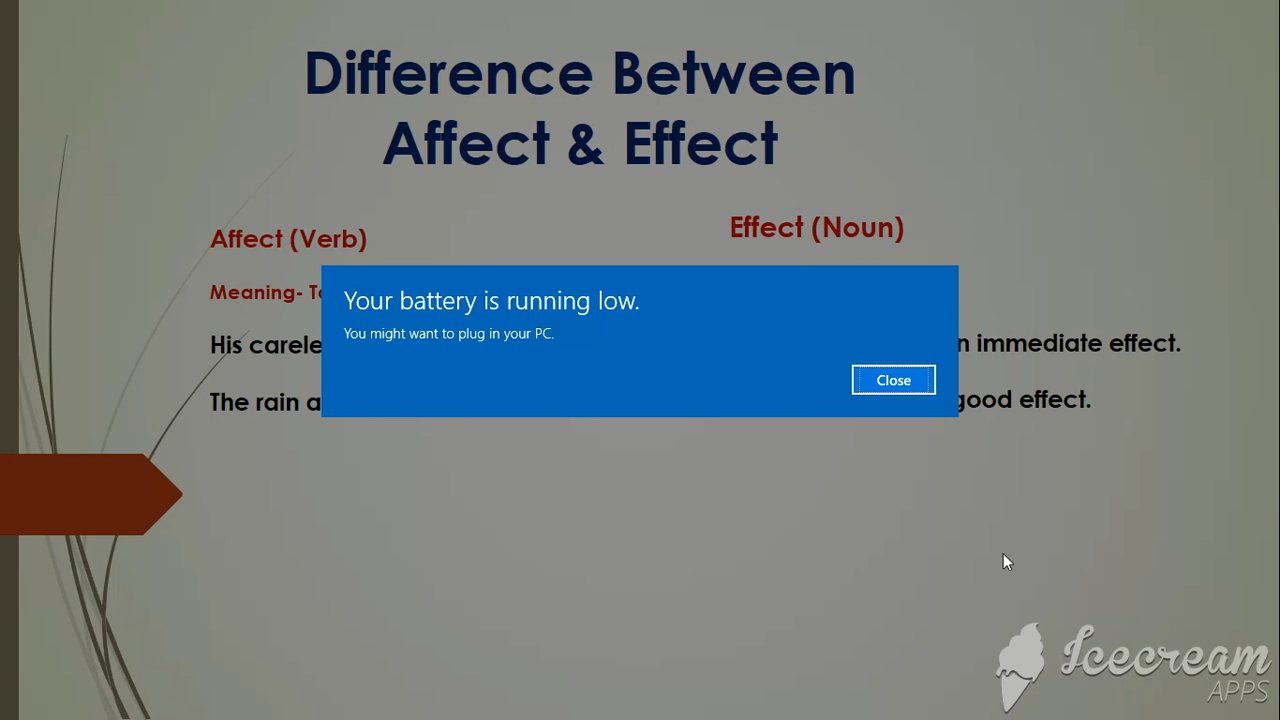 Difference Between
Affect & Effect
Affect (Verb)
Effect (Noun)
Meaning-
Your battery is running low.
You might want to plug in your PC.
His
immediate effect.
The rain
good effect.
Close
Icecream
APPS